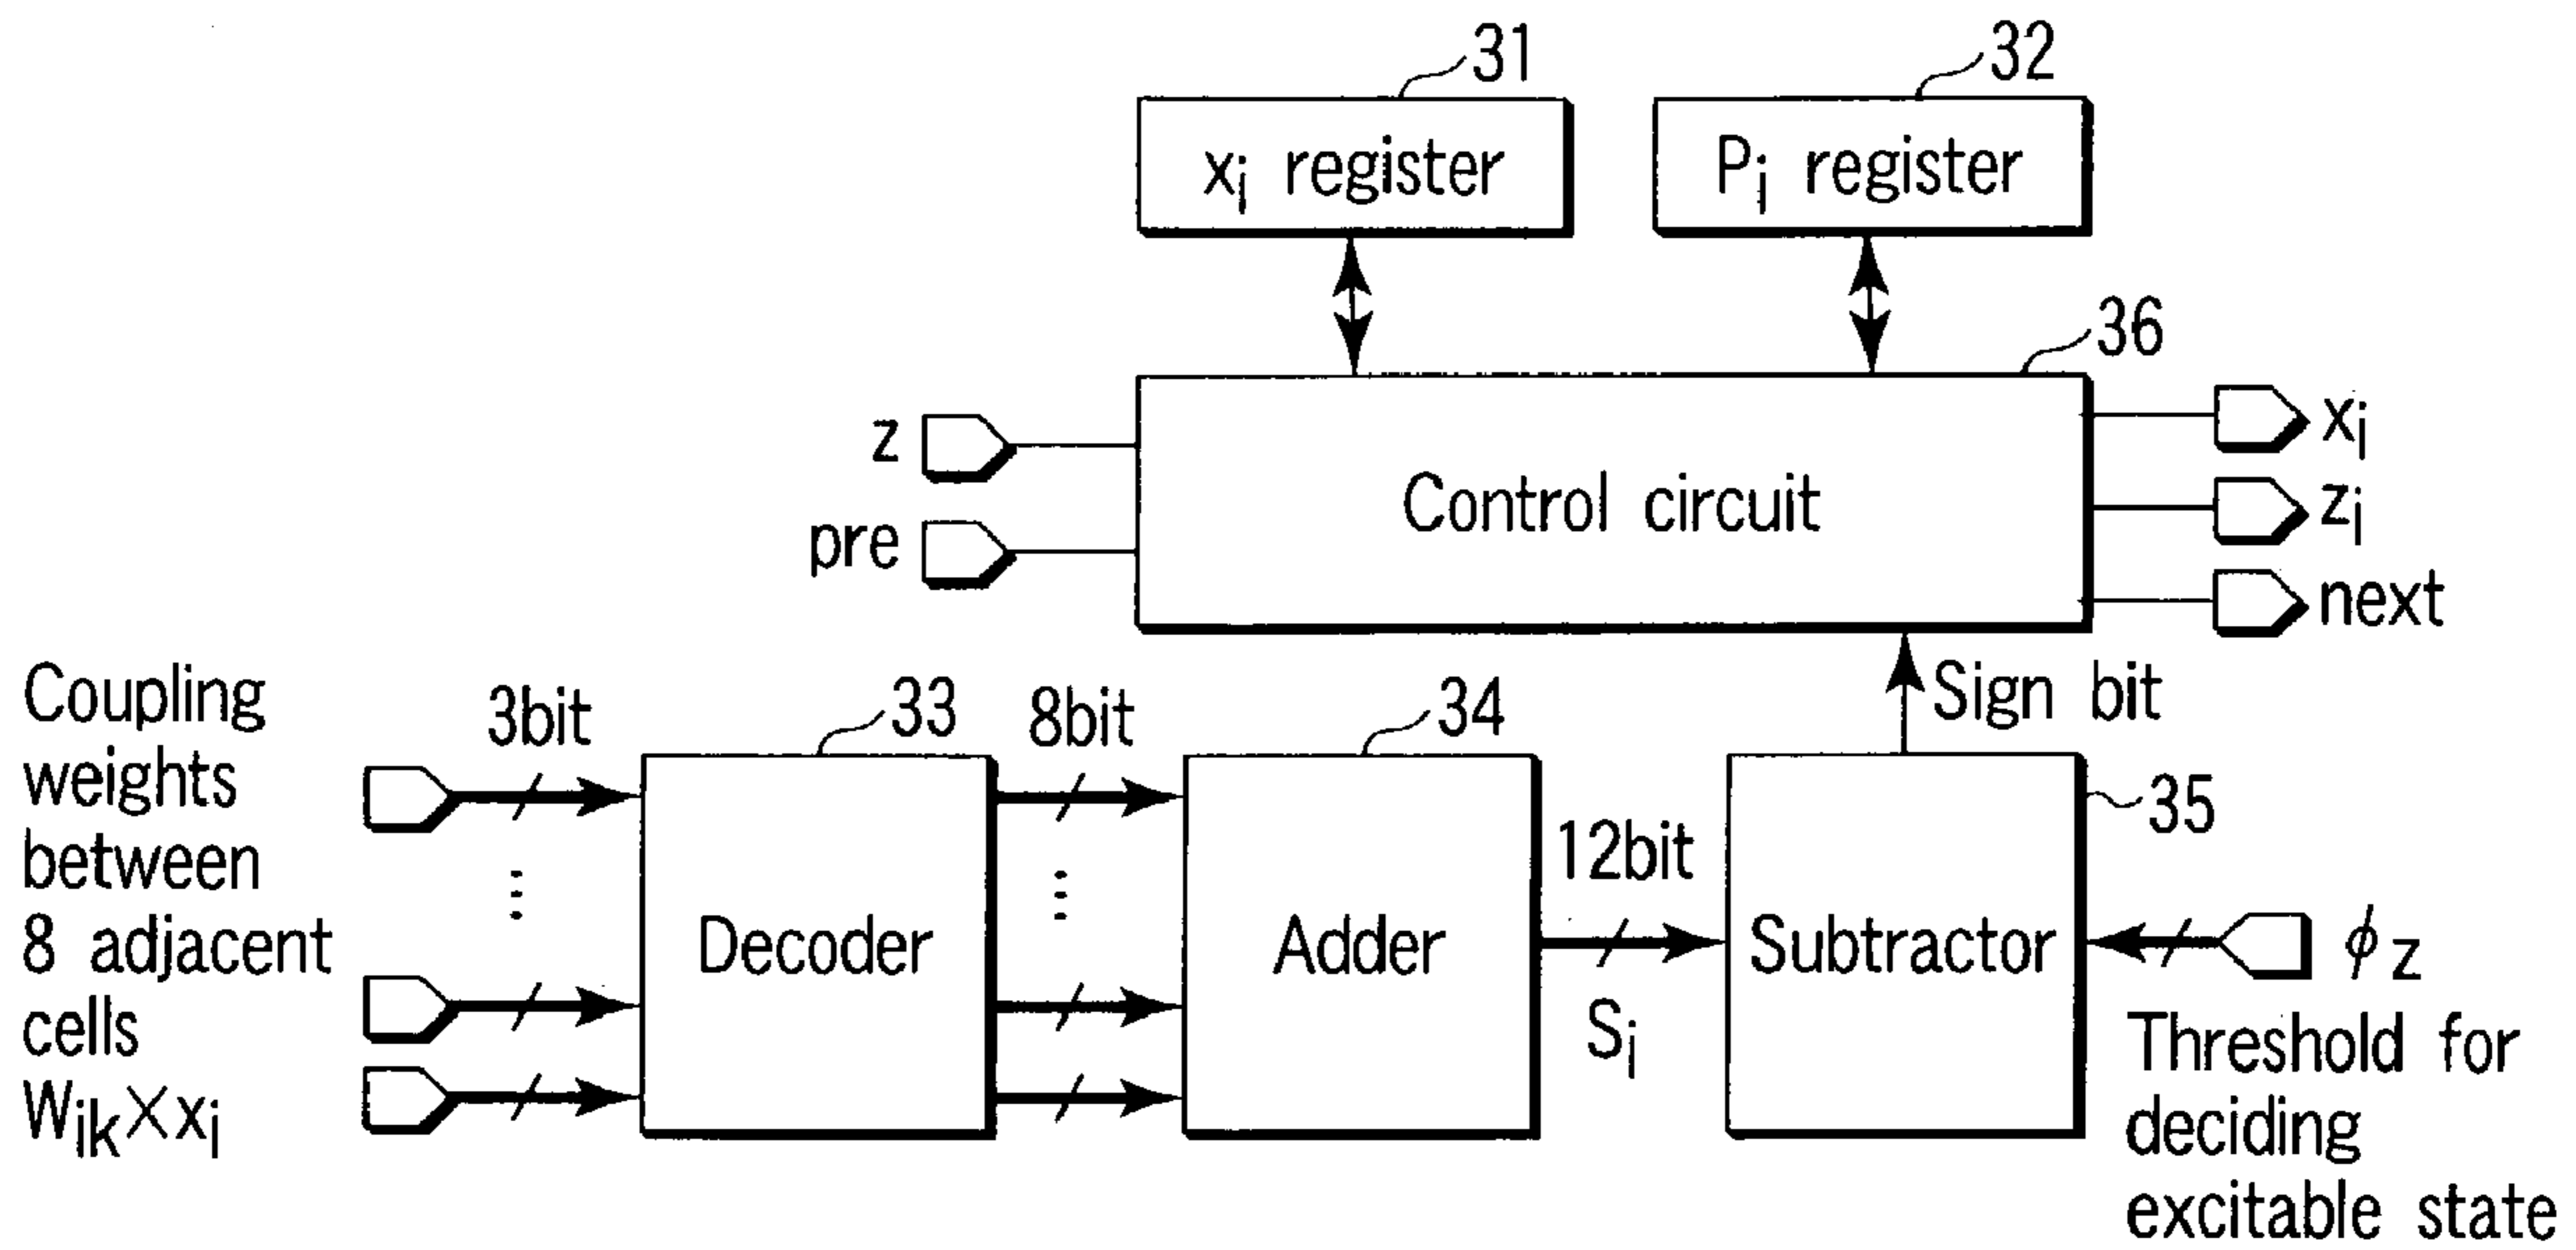 31
32
xi register
Pi register
36
z
pre
Control circuit
xi
zi
next
Coupling
weights
between
8 adjacent
cells
Wik×xi
3bit
33
8bit
34
Sign bit
35
12bit
Decoder
Adder
Subtractor
Si
ϕz
Threshold for
deciding
excitable state